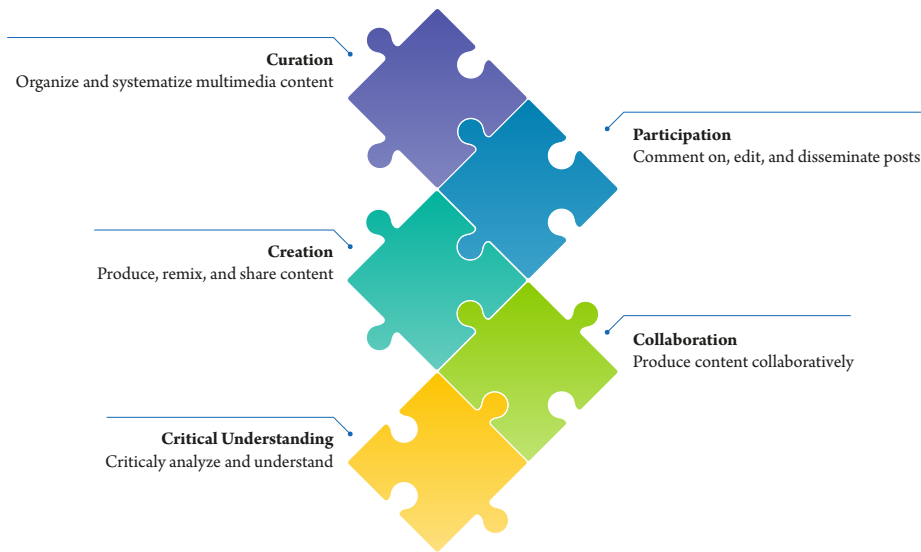 Curation
Organize and systematize multimedia content
Participation
Comment on, edit, and disseminate posts
Creation
Produce, remix, and share content
Collaboration
Produce content collaboratively
Critical Understanding
Criticaly analyze and understand